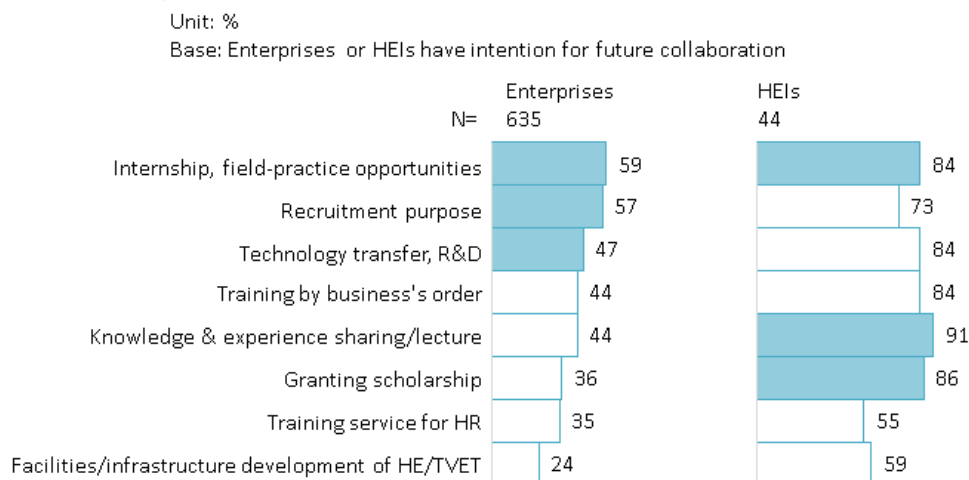 Unit: %
Base: Enterprises or HEIs have intention for future collaboration
Enterprises HEIs
N= 635 44
Internship, field-practice opportunities 59 84
Recruitment purpose 57 73
Technology transfer, R&D 47 84
Training by business's order 44 84
Knowledge & experience sharing/lecture 44 91
Granting scholarship 36 86
Training service for HR 35 55
Facilities/infrastructure development of HE/TVET 24 59